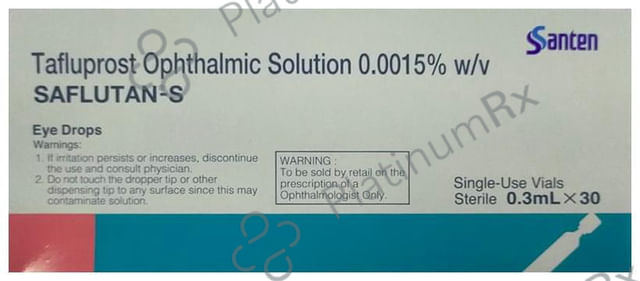 Santen
Tafluprost Ophthalmic Solution 0.0015% w/v
SAFLUTAN-S
Eye Drops
Warnings:
1. If irritation persists or increases, discontinue
the use and consult physician.
2. Do not touch the dropper tip or other
dispensing tip to any surface since this may
contaminate solution.
WARNING :
To be sold by retail on the
prescription of a
Ophthalmologist Only.
Single-Use Vials
Sterile 0.3mL×30
PlatinumRx